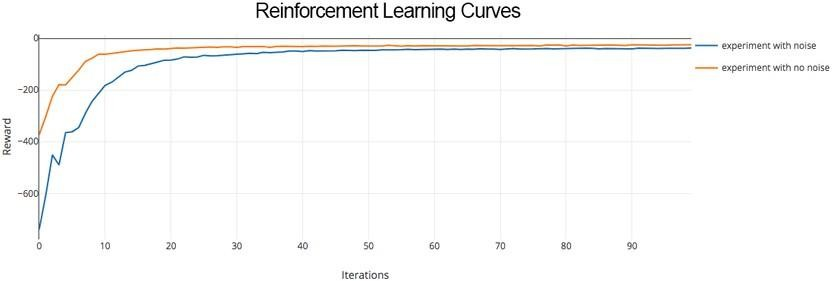 Reinforcement Learning Curves
0
−200
−400
−600
Reward
0 10 20 30 40 50 60 70 80 90
Iterations
experiment with noise
experiment with no noise